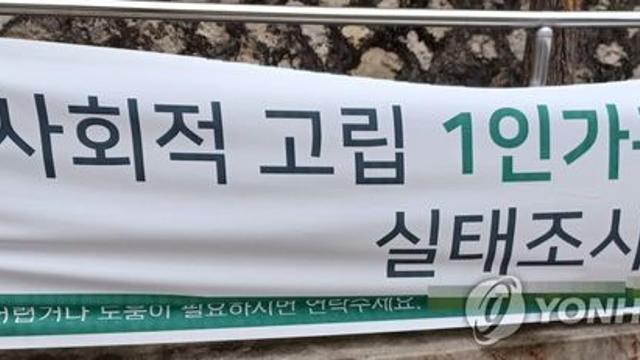 사회적 고립 1인가
실태조사
도움이 필요하시면 연락주세요.
YONH